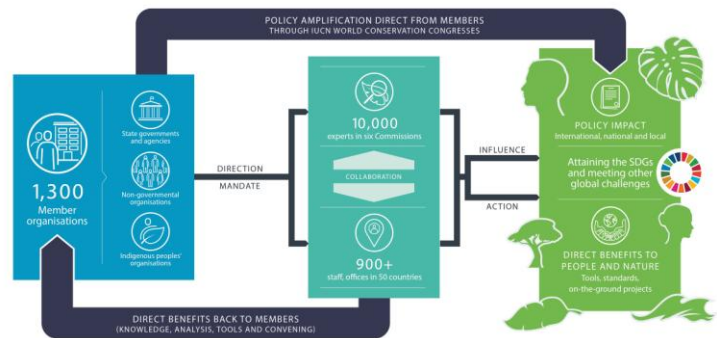 POLICY AMPLIFICATION DIRECT FROM MEMBERS
THROUGH IUCN WORLD CONSERVATION CONGRESSES
1,300
Member
organisations
State governments
and agencies
Non-governmental
organisations
Indigenous peoples'
organisations
DIRECTION
MANDATE
10,000
experts in six Commissions
COLLABORATION
900+
staff, offices in 50 countries
INFLUENCE
ACTION
POLICY IMPACT
International, national and local
Attaining the SDGs
and meeting other
global challenges
DIRECT BENEFITS TO
PEOPLE AND NATURE
Tools, standards,
on-the-ground projects
DIRECT BENEFITS BACK TO MEMBERS
(KNOWLEDGE, ANALYSIS, TOOLS AND CONVENING)